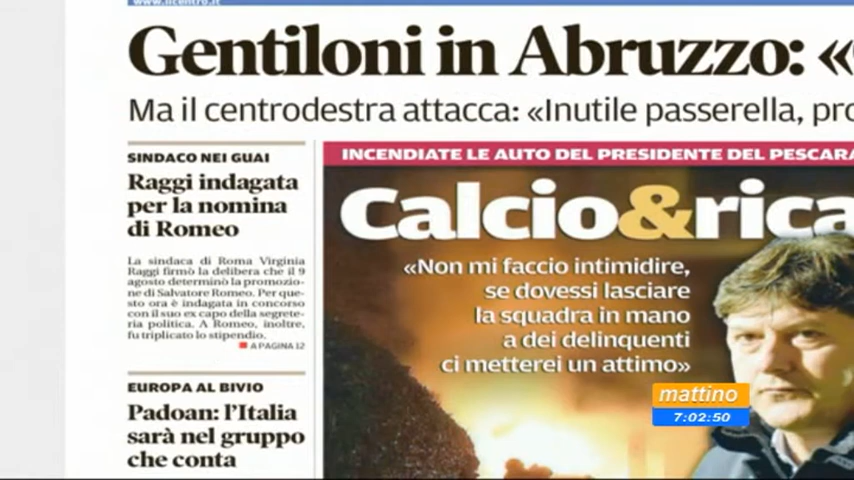 www.ilcentro.it
Gentiloni in Abruzzo: «
Ma il centrodestra attacca: «Inutile passerella, pro
SINDACO NEI GUAI
Raggi indagata
per la nomina
di Romeo
La sindaca di Roma Virginia
Raggi firmò la delibera che il 9
agosto determinò la promozio-
ne di Salvatore Romeo. Per que-
sto ora è indagata in concorso
con il suo ex capo della segrete-
ria politica. A Romeo, inoltre,
fu triplicato lo stipendio.
A PAGINA 12
EUROPA AL BIVIO
Padoan: l'Italia
sarà nel gruppo
che conta
INCENDIATE LE AUTO DEL PRESIDENTE DEL PESCARA
Calcio&rica
«Non mi faccio intimidire,
se dovessi lasciare
la squadra in mano
a dei delinquenti
ci metterei un attimo»
mattino
7:02:50